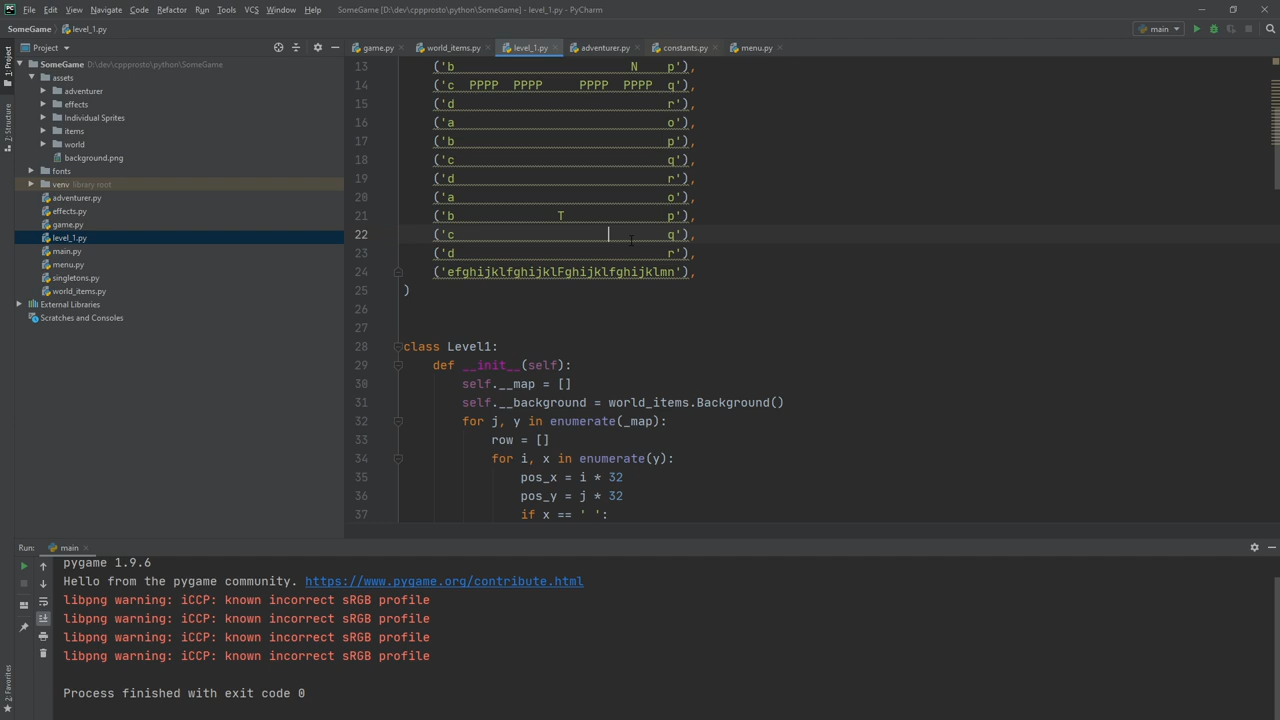 File Edit View Navigate Code Refactor Run Tools VCS Window Help SomeGame [D:\dev\cppprosto\python\SomeGame] - level_1.py - PyCharm
SomeGame level_1.py main
Project game.py world_items.py level_1.py adventurer.py constants.py menu.py
1: Project
7: Structure
2: Favorites
SomeGame D:\dev\cppprosto\python\SomeGame
assets
adventurer
effects
Individual Sprites
items
world
background.png
fonts
venv library root
adventurer.py
effects.py
game.py
level_1.py
main.py
menu.py
singletons.py
world_items.py
External Libraries
Scratches and Consoles
13 ('b                        N    p'),
14 ('c  PPPP  PPPP     PPPP  PPPP  q'),
15 ('d                             r'),
16 ('a                             o'),
17 ('b                             p'),
18 ('c                             q'),
19 ('d                             r'),
20 ('a                             o'),
21 ('b              T              p'),
22 ('c                             q'),
23 ('d                             r'),
24 ('efghijklfghijklFghijklfghijklmn'),
25 )
26
27
28 class Level1:
29     def __init__(self):
30         self.__map = []
31         self.__background = world_items.Background()
32         for j, y in enumerate(_map):
33             row = []
34             for i, x in enumerate(y):
35                 pos_x = i * 32
36                 pos_y = j * 32
37                 if x == ' ':
Run: main
pygame 1.9.6
Hello from the pygame community. https://www.pygame.org/contribute.html
libpng warning: iCCP: known incorrect sRGB profile
libpng warning: iCCP: known incorrect sRGB profile
libpng warning: iCCP: known incorrect sRGB profile
libpng warning: iCCP: known incorrect sRGB profile
Process finished with exit code 0